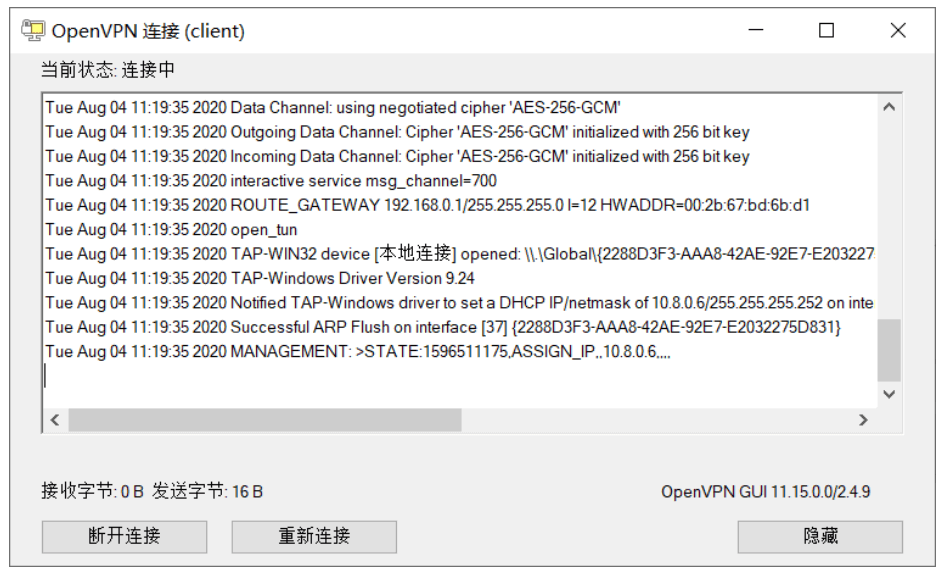 OpenVPN 连接 (client)
当前状态: 连接中
Tue Aug 04 11:19:35 2020 Data Channel: using negotiated cipher 'AES-256-GCM'
Tue Aug 04 11:19:35 2020 Outgoing Data Channel: Cipher 'AES-256-GCM' initialized with 256 bit key
Tue Aug 04 11:19:35 2020 Incoming Data Channel: Cipher 'AES-256-GCM' initialized with 256 bit key
Tue Aug 04 11:19:35 2020 interactive service msg_channel=700
Tue Aug 04 11:19:35 2020 ROUTE_GATEWAY 192.168.0.1/255.255.255.0 I=12 HWADDR=00:2b:67:bd:6b:d1
Tue Aug 04 11:19:35 2020 open_tun
Tue Aug 04 11:19:35 2020 TAP-WIN32 device [本地连接] opened: \\.\Global\{2288D3F3-AAA8-42AE-92E7-E203227
Tue Aug 04 11:19:35 2020 TAP-Windows Driver Version 9.24
Tue Aug 04 11:19:35 2020 Notified TAP-Windows driver to set a DHCP IP/netmask of 10.8.0.6/255.255.255.252 on inte
Tue Aug 04 11:19:35 2020 Successful ARP Flush on interface [37] {2288D3F3-AAA8-42AE-92E7-E2032275D831}
Tue Aug 04 11:19:35 2020 MANAGEMENT: >STATE:1596511175,ASSIGN_IP,,10.8.0.6,,,,
接收字节: 0 B 发送字节: 16 B
OpenVPN GUI 11.15.0.0/2.4.9
断开连接
重新连接
隐藏